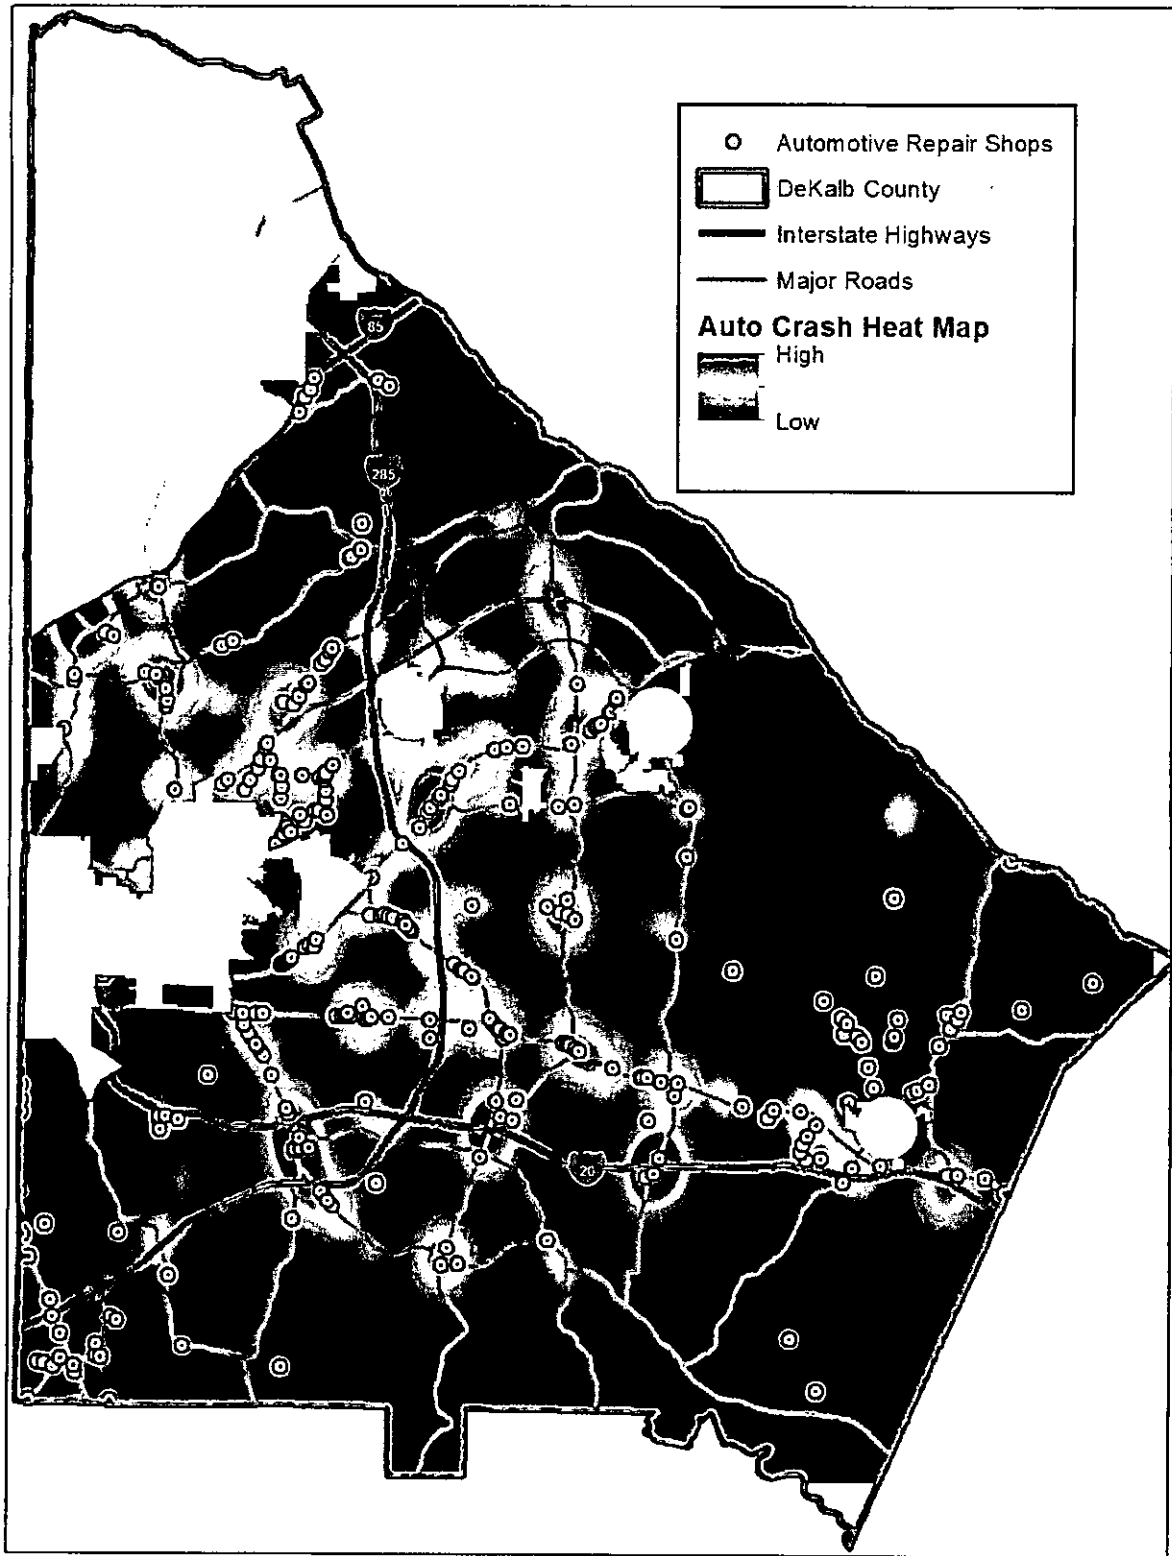 Automotive Repair Shops
DeKalb County
Interstate Highways
Major Roads
Auto Crash Heat Map
High
Low
85
285
20